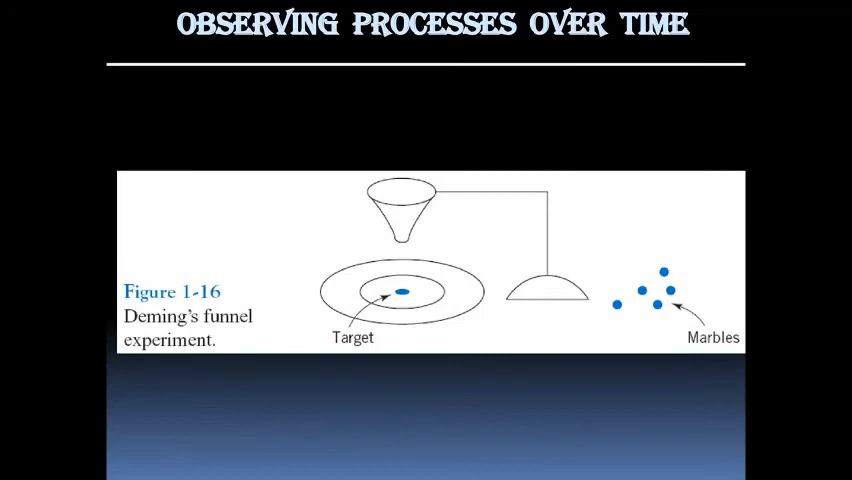 OBSERVING PROCESSES OVER TIME
Figure 1-16
Deming's funnel
experiment.
Target
Marbles